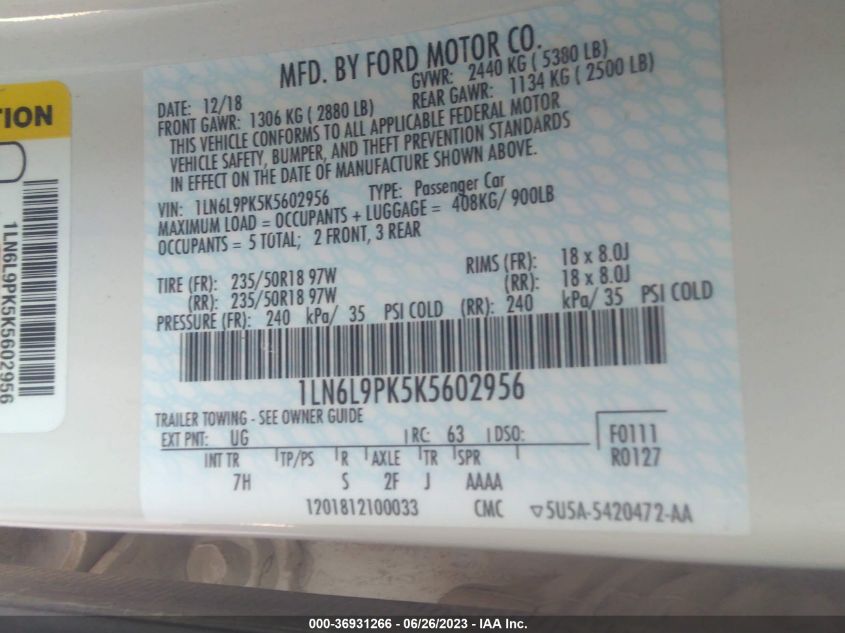 MFD. BY FORD MOTOR CO.
DATE: 12/18 GVWR: 2440 KG ( 5380 LB)
FRONT GAWR: 1306 KG ( 2880 LB) REAR GAWR: 1134 KG ( 2500 LB)
THIS VEHICLE CONFORMS TO ALL APPLICABLE FEDERAL MOTOR
VEHICLE SAFETY, BUMPER, AND THEFT PREVENTION STANDARDS
IN EFFECT ON THE DATE OF MANUFACTURE SHOWN ABOVE.
VIN: 1LN6L9PK5K5602956 TYPE: Passenger Car
MAXIMUM LOAD = OCCUPANTS + LUGGAGE = 408KG/ 900LB
OCCUPANTS = 5 TOTAL; 2 FRONT, 3 REAR
TIRE (FR): 235/50R18 97W RIMS (FR): 18 x 8.0J
(RR): 235/50R18 97W (RR): 18 x 8.0J
PRESSURE (FR): 240 kPa/ 35 PSI COLD (RR): 240 kPa/ 35 PSI COLD
1LN6L9PK5K5602956
TRAILER TOWING - SEE OWNER GUIDE
EXT PNT: UG RC: 63 DSO: F0111
R0127
INT TR TP/PS R AXLE TR SPR
7H S 2F J AAAA
1201812100033 CMC ▽5U5A-5420472-AA
TION
1LN6L9PK5K5602956
000-36931266 - 06/26/2023 - IAA Inc.